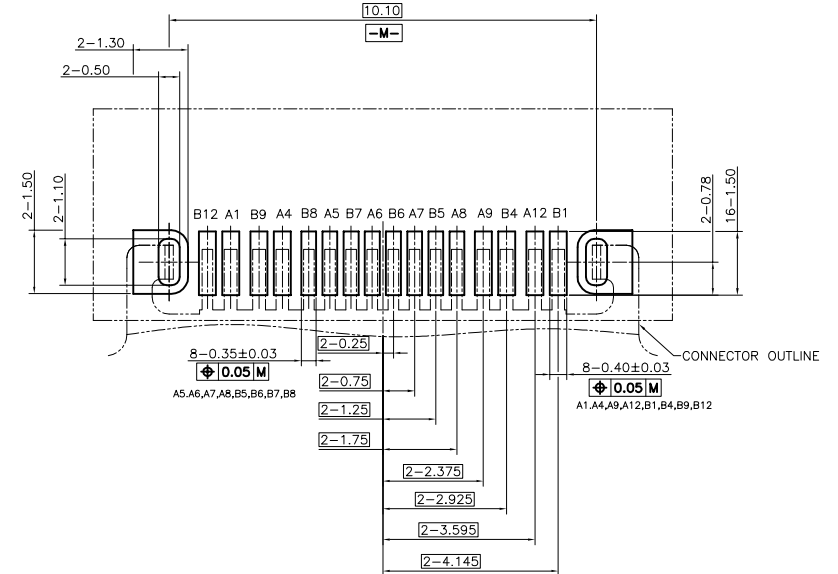 10.10
-M-
2-1.30
2-0.50
2-1.50
2-1.10
B12 A1 B9 A4 B8 A5 B7 A6 B6 A7 B5 A8 A9 B4 A12 B1
2-0.78
16-1.50
2-0.25
8-0.35±0.03
⌖ 0.05 M
A5.A6,A7,A8,B5,B6,B7,B8
CONNECTOR OUTLINE
8-0.40±0.03
⌖ 0.05 M
A1.A4,A9,A12,B1,B4,B9,B12
2-0.75
2-1.25
2-1.75
2-2.375
2-2.925
2-3.595
2-4.145